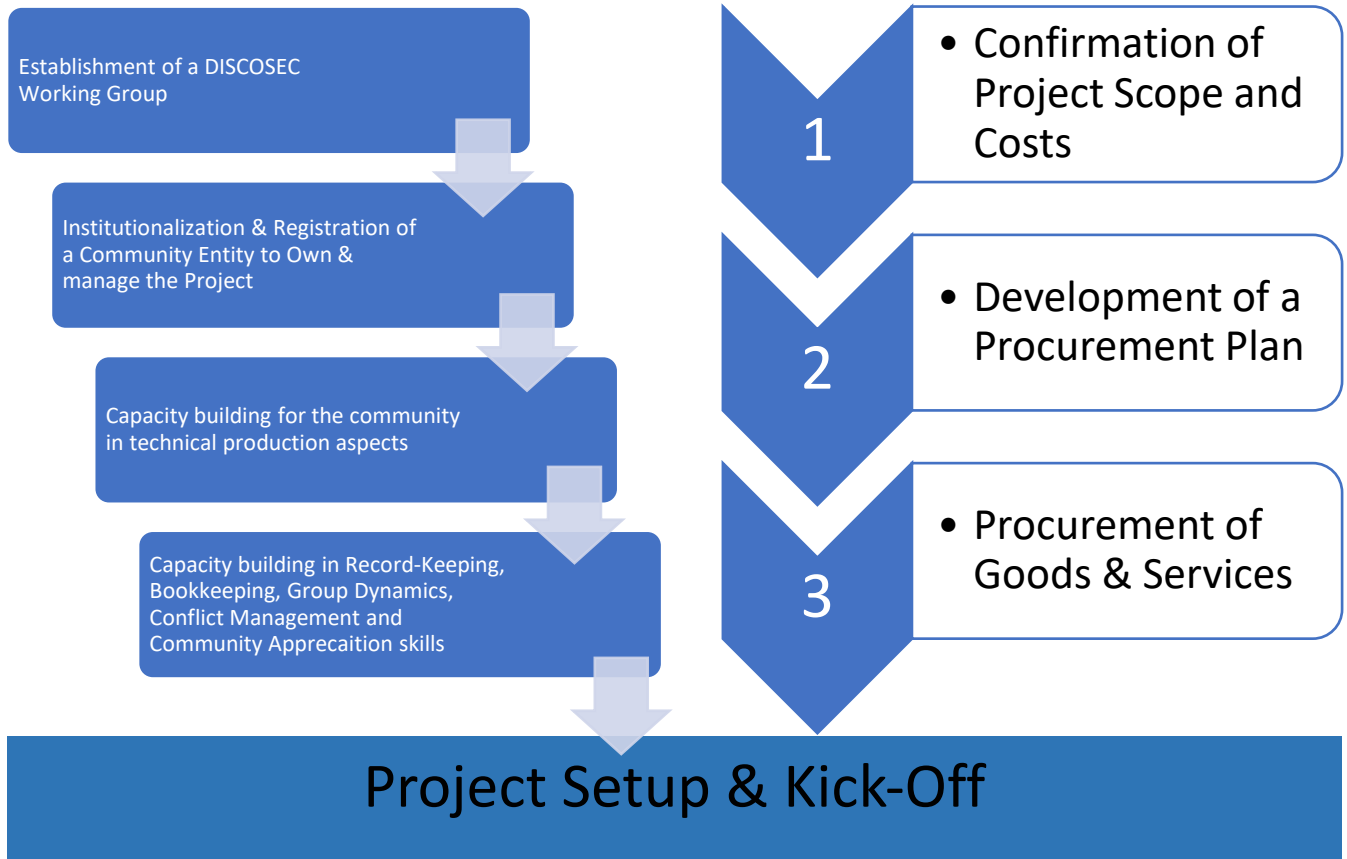 Establishment of a DISCOSEC
Working Group
Institutionalization & Registration of
a Community Entity to Own &
manage the Project
Capacity building for the community
in technical production aspects
Capacity building in Record-Keeping,
Bookkeeping, Group Dynamics,
Conflict Management and
Community Apprecaition skills
1
• Confirmation of
Project Scope and
Costs
2
• Development of a
Procurement Plan
3
• Procurement of
Goods & Services
Project Setup & Kick-Off